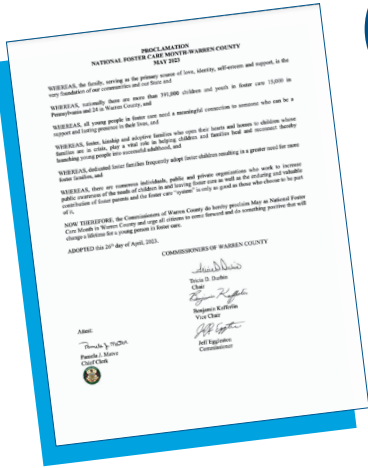 PROCLAMATION
NATIONAL FOSTER CARE MONTH-WARREN COUNTY
MAY 2023
WHEREAS, the family, serving as the primary source of love, identity, self-esteem and support, is the
very foundation of our communities and our State and
WHEREAS, nationally there are more than 391,000 children and youth in foster care 15,000 in
Pennsylvania and 24 in Warren County, and
WHEREAS, all young people in foster care need a meaningful connection to someone who can be a
support and lasting presence in their lives, and
WHEREAS, foster, kinship and adoptive families who open their hearts and homes to children whose
families are in crisis, play a vital role in helping children and families heal and reconnect thereby
launching young people into successful adulthood, and
WHEREAS, dedicated foster families frequently adopt foster children resulting in a greater need for more
foster families, and
WHEREAS, there are numerous individuals, public and private organizations who work to increase
public awareness of the needs of children in and leaving foster care as well as the enduring and valuable
contribution of foster parents and the foster care "system" is only as good as those who choose to be part
of it.
NOW THEREFORE, the Commissioners of Warren County do hereby proclaim May as National Foster
Care Month in Warren County and urge all citizens to come forward and do something positive that will
change a lifetime for a young person in foster care.
ADOPTED this 26th day of April, 2023.
COMMISSIONERS OF WARREN COUNTY
Tricia D. Durbin
Chair
Benjamin Kafferlin
Vice Chair
Jeff Eggleston
Commissioner
Attest:
Pamela J. Matve
Chief Clerk